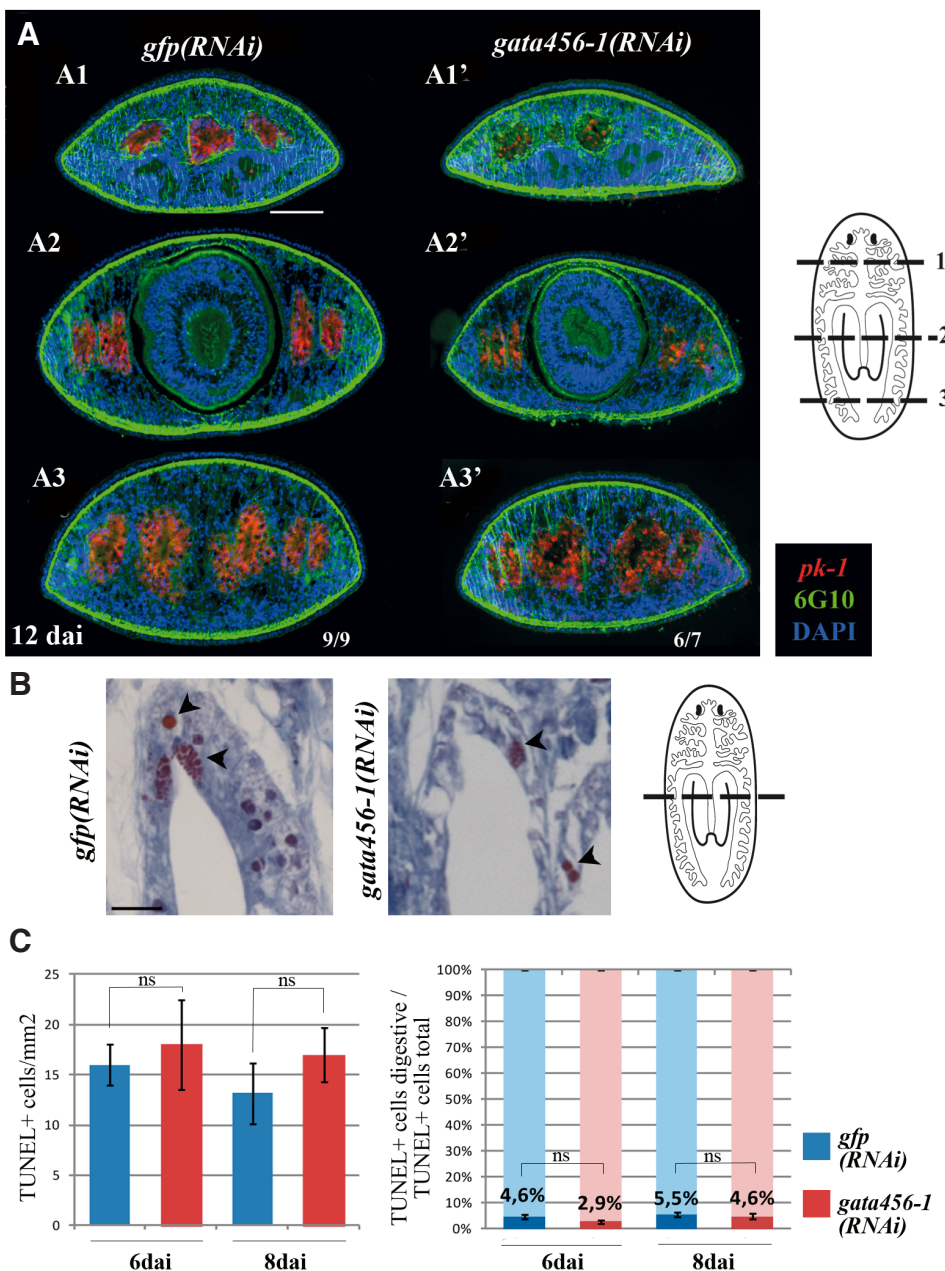 A
gfp(RNAi)
gata456-1(RNAi)
A1
A1’
A2
A2’
A3
A3’
12 dai
9/9
6/7
1
-2
3
pk-1
6G10
DAPI
B
gfp(RNAi)
gata456-1(RNAi)
C
TUNEL+ cells/mm2
25
20
15
10
5
0
ns
ns
6dai
8dai
TUNEL+ cells digestive /
TUNEL+ cells total
100%
90%
80%
70%
60%
50%
40%
30%
20%
10%
0%
ns
ns
4,6%
2,9%
5,5%
4,6%
6dai
8dai
gfp
(RNAi)
gata456-1
(RNAi)